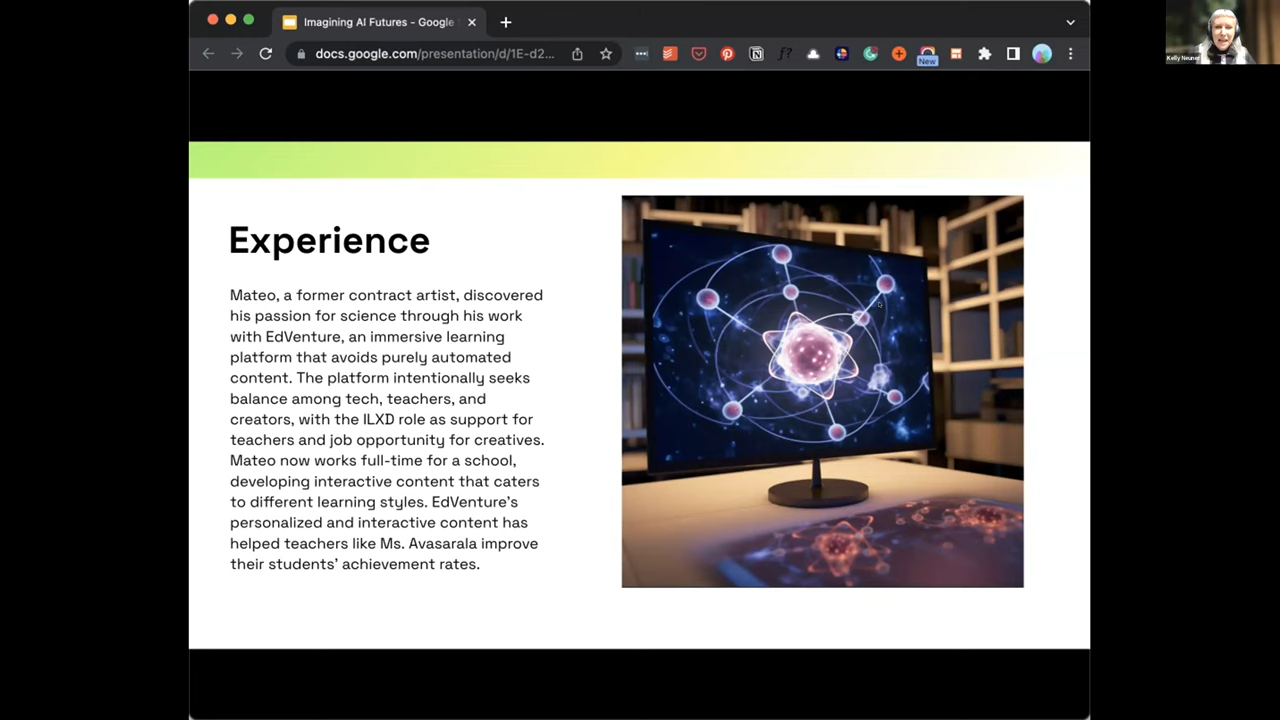 Imagining AI Futures - Google
docs.google.com/presentation/d/1E-d2...
New
Kelly
Experience
Mateo, a former contract artist, discovered
his passion for science through his work
with EdVenture, an immersive learning
platform that avoids purely automated
content. The platform intentionally seeks
balance among tech, teachers, and
creators, with the ILXD role as support for
teachers and job opportunity for creatives.
Mateo now works full-time for a school,
developing interactive content that caters
to different learning styles. EdVenture's
personalized and interactive content has
helped teachers like Ms. Avasarala improve
their students' achievement rates.